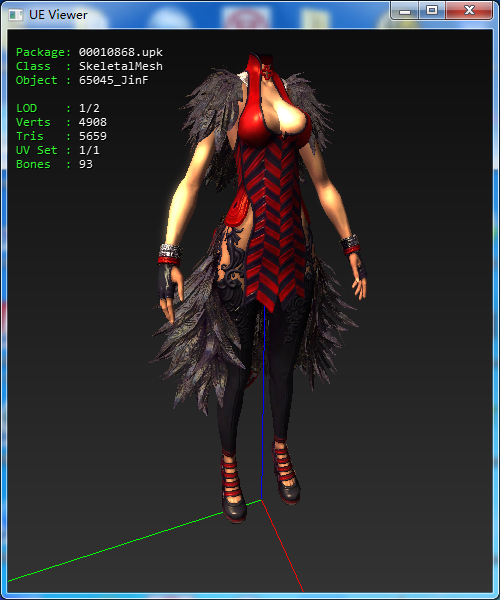 UE Viewer
Package: 00010868.upk
Class : SkeletalMesh
Object : 65045_JinF
LOD : 1/2
Verts : 4908
Tris : 5659
UV Set : 1/1
Bones : 93